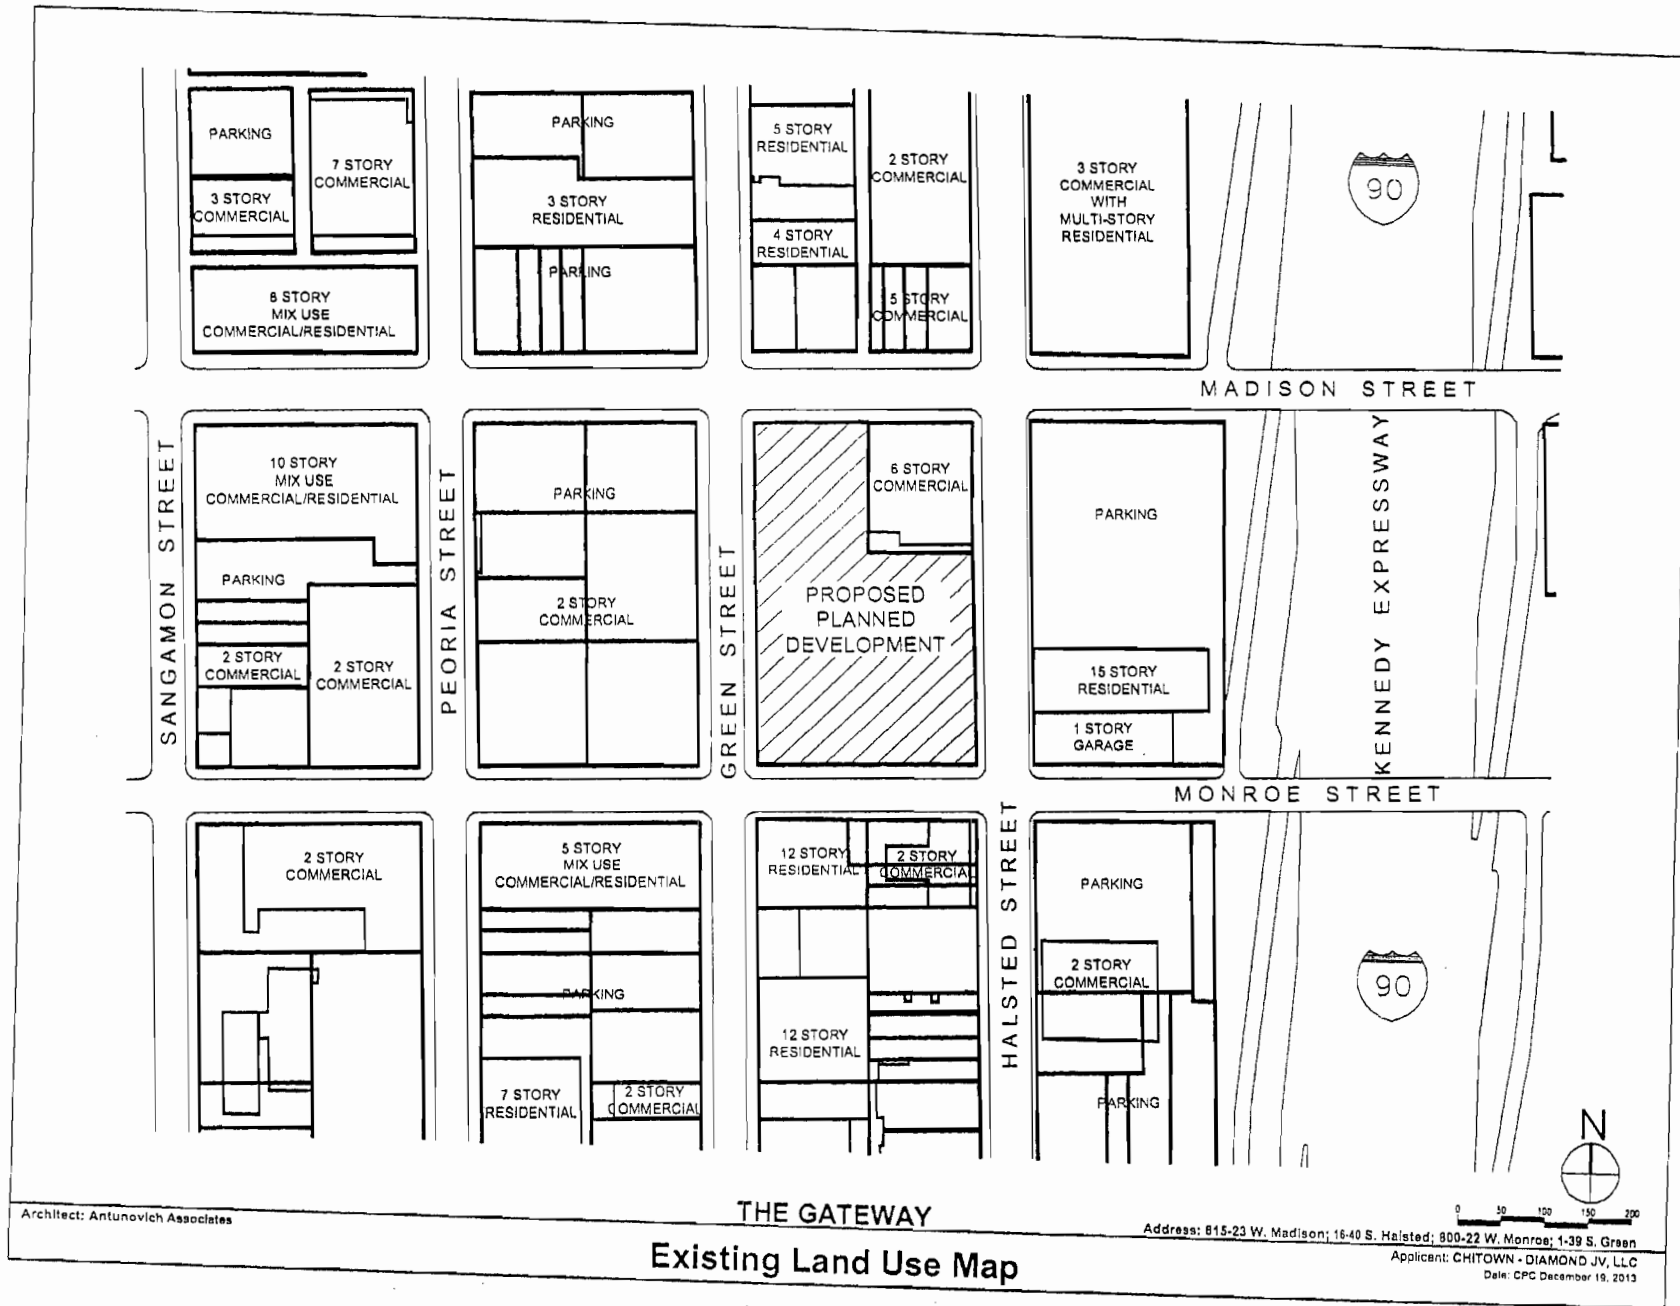 PARKING
3 STORY
COMMERCIAL
7 STORY
COMMERCIAL
PARKING
3 STORY
RESIDENTIAL
PARKING
5 STORY
RESIDENTIAL
4 STORY
RESIDENTIAL
2 STORY
COMMERCIAL
5 STORY
COMMERCIAL
3 STORY
COMMERCIAL
WITH
MULTI-STORY
RESIDENTIAL
90
STORY
MIX USE
COMMERCIAL/RESIDENTIAL
MADISON STREET
SANGAMON STREET
10 STORY
MIX USE
COMMERCIAL/RESIDENTIAL
PARKING
2 STORY
COMMERCIAL
2 STORY
COMMERCIAL
PEORIA STREET
PARKING
2 STORY
COMMERCIAL
GREEN STREET
6 STORY
COMMERCIAL
PROPOSED
PLANNED
DEVELOPMENT
PARKING
15 STORY
RESIDENTIAL
1 STORY
GARAGE
KENNEDY EXPRESSWAY
MONROE STREET
2 STORY
COMMERCIAL
5 STORY
MIX USE
COMMERCIAL/RESIDENTIAL
PARKING
7 STORY
RESIDENTIAL
2 STORY
COMMERCIAL
12 STORY
RESIDENTIAL
2 STORY
COMMERCIAL
12 STORY
RESIDENTIAL
HALSTED STREET
PARKING
2 STORY
COMMERCIAL
PARKING
90
N
0 50 100 150 200
Architect: Antunovich Associates
THE GATEWAY
Existing Land Use Map
Address: 815-23 W. Madison; 16-40 S. Halsted; 800-22 W. Monroe; 1-39 S. Green
Applicant: CHITOWN - DIAMOND JV, LLC
Date: CPC December 19, 2013